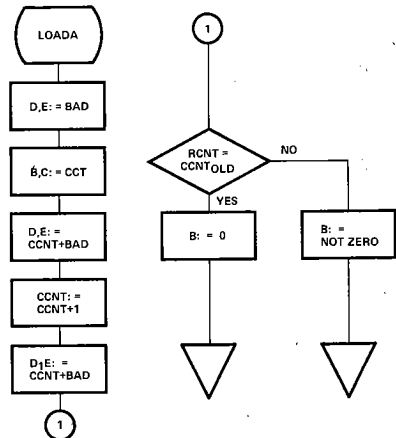 LOADA
D,E: = BAD
B,C: = CCT
D,E: =
CCNT+BAD
CCNT: =
CCNT+1
D1E: =
CCNT+BAD
1
1
RCNT =
CCNTOLD
NO
YES
B: = 0
B: =
NOT ZERO